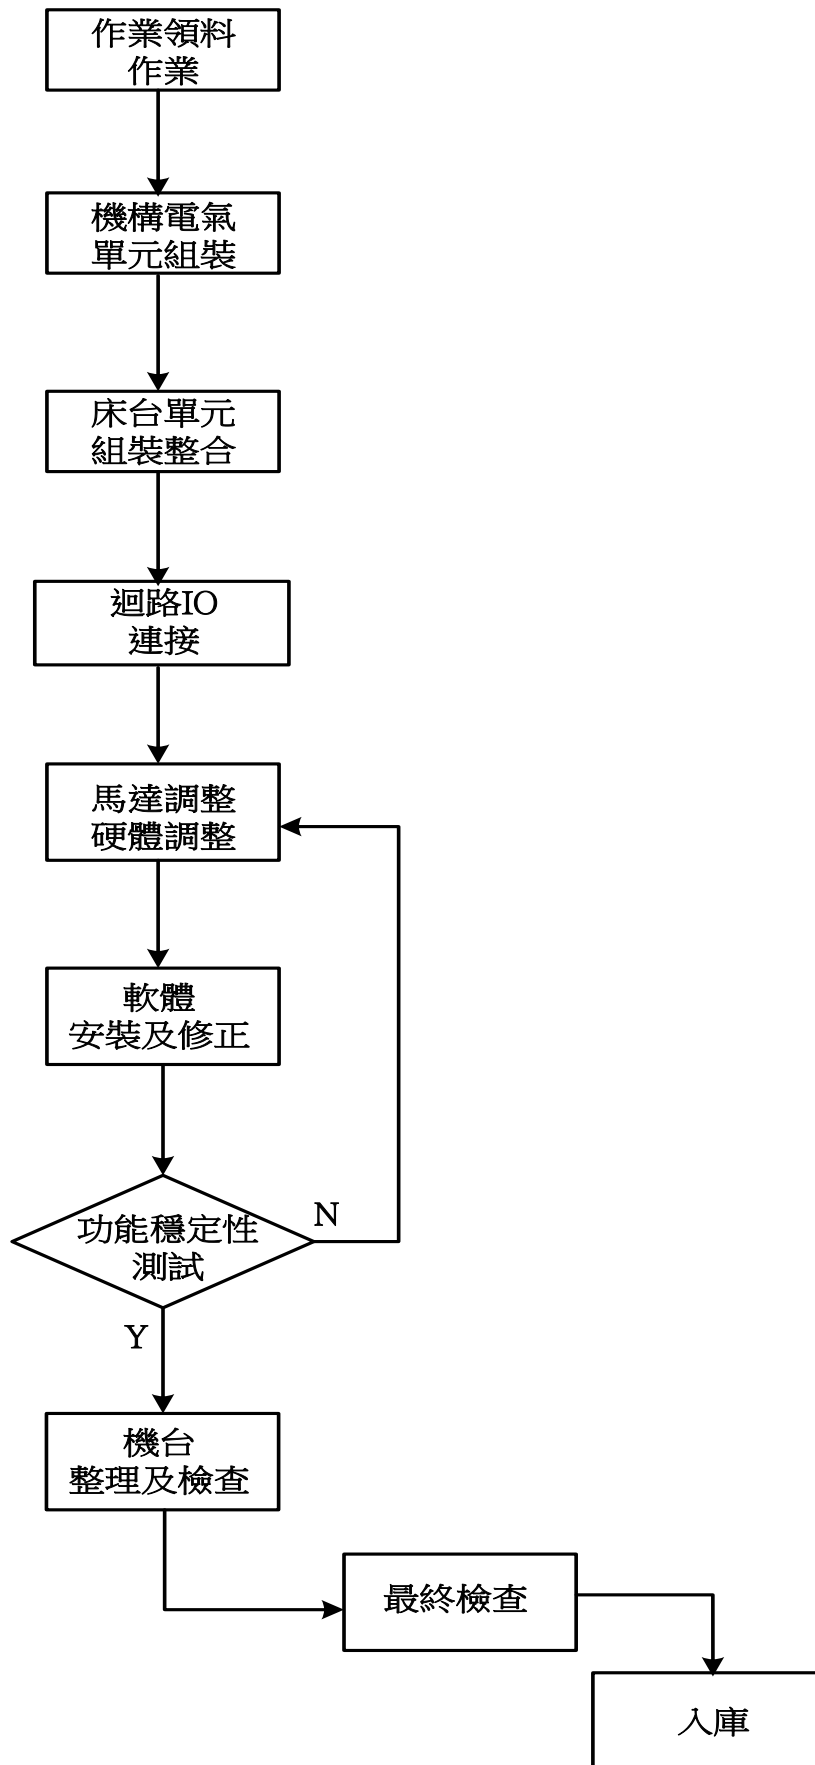 作業領料
作業
機構電氣
單元組裝
床台單元
組裝整合
迴路IO
連接
馬達調整
硬體調整
軟體
安裝及修正
功能穩定性
測試
N
Y
機台
整理及檢查
最終檢查
入庫